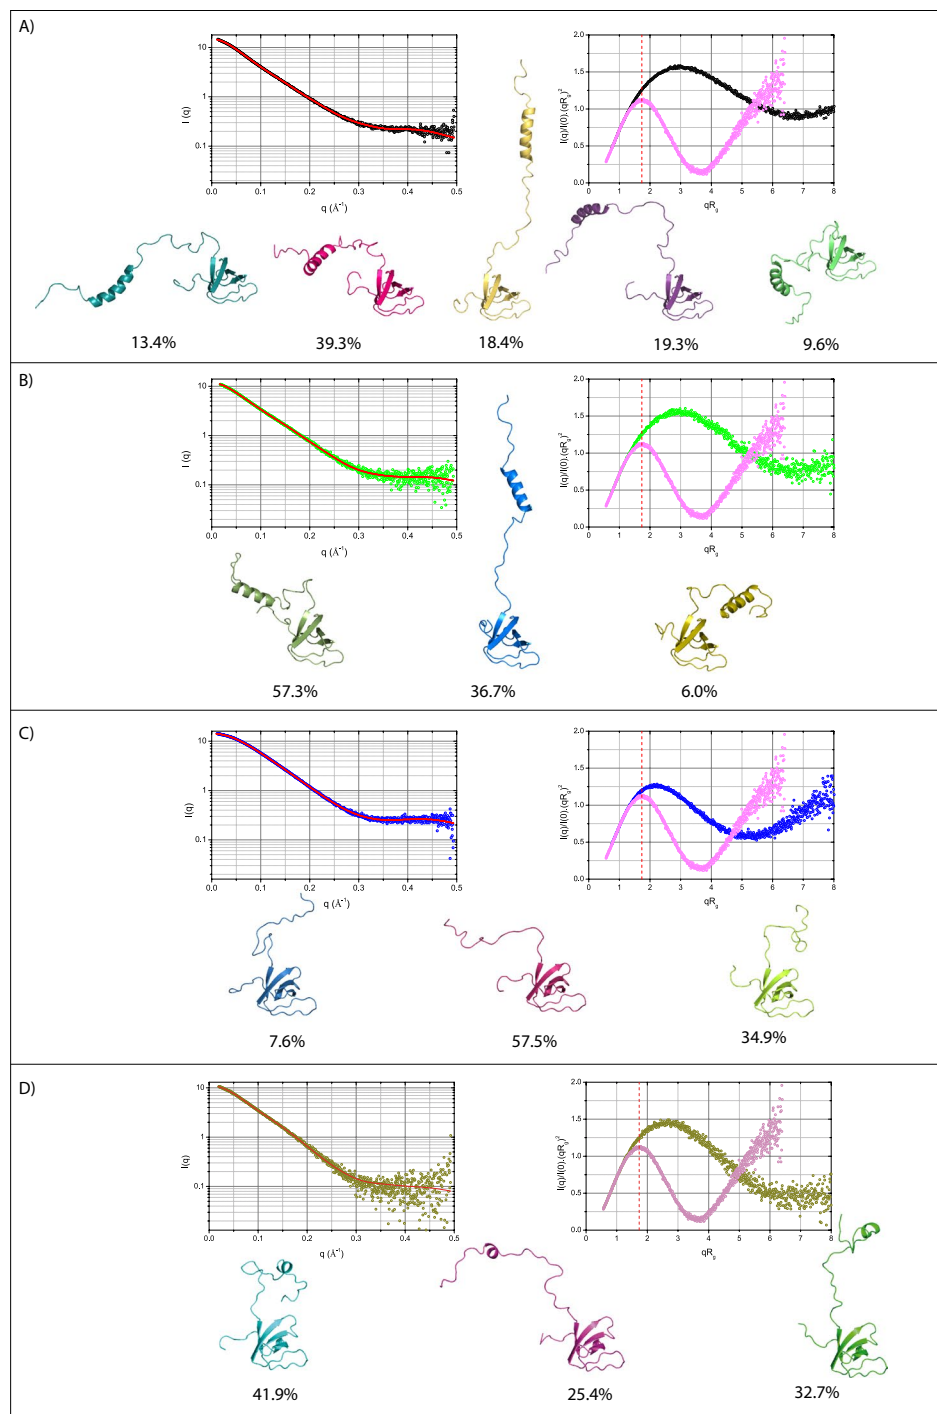 A)
10
1
0.1
I (q)
0.0 0.1 0.2 0.3 0.4 0.5
q (Å⁻¹)
2.0
1.5
1.0
0.5
0.0
I(q)/I(0).(qRg)²
0 1 2 3 4 5 6 7 8
qRg
13.4% 39.3% 18.4% 19.3% 9.6%
B)
10
1
0.1
I (q)
0.0 0.1 0.2 0.3 0.4 0.5
q (Å⁻¹)
2.0
1.5
1.0
0.5
0.0
I(q)/I(0).(qRg)²
0 1 2 3 4 5 6 7 8
qRg
57.3% 36.7% 6.0%
C)
10
1
0.1
I(q)
0.0 0.1 0.2 0.3 0.4 0.5
q (Å⁻¹)
2.0
1.5
1.0
0.5
0.0
I(q)/I(0).(qRg)²
0 1 2 3 4 5 6 7 8
qRg
7.6% 57.5% 34.9%
D)
10
1
0.1
I(q)
0.0 0.1 0.2 0.3 0.4 0.5
q (Å⁻¹)
2.0
1.5
1.0
0.5
0.0
I(q)/I(0).(qRg)²
0 1 2 3 4 5 6 7 8
qRg
41.9% 25.4% 32.7%